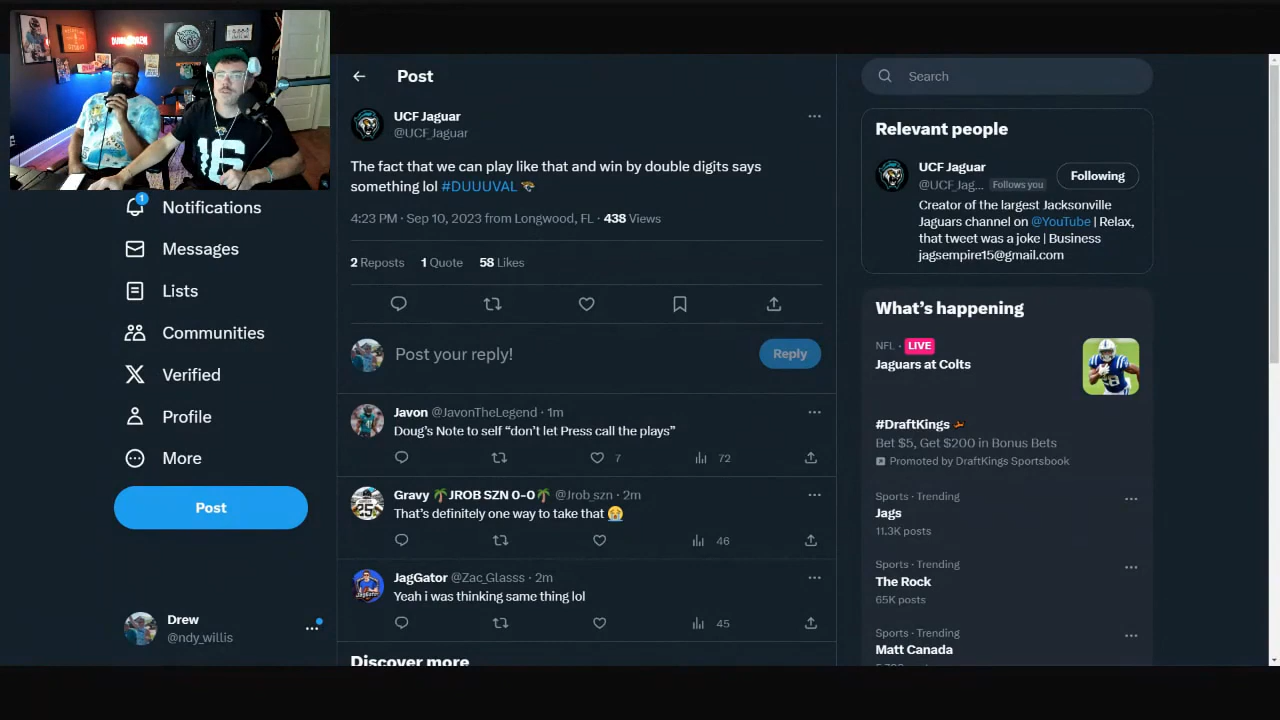 16
Post
Search
UCF Jaguar
@UCF_Jaguar
The fact that we can play like that and win by double digits says
something lol #DUUUVAL
4:23 PM · Sep 10, 2023 from Longwood, FL · 438 Views
2 Reposts 1 Quote 58 Likes
Post your reply!
Reply
Javon @JavonTheLegend · 1m
Doug's Note to self “don't let Press call the plays”
7 72
Gravy 🌴JROB SZN 0-0🌴 @Jrob_szn · 2m
That's definitely one way to take that 😭
46
JagGator @Zac_Glasss · 2m
Yeah i was thinking same thing lol
45
Discover more
1
Notifications
Messages
Lists
Communities
Verified
Profile
More
Post
Drew
@ndy_willis
Relevant people
UCF Jaguar
@UCF_Jag... Follows you
Following
Creator of the largest Jacksonville
Jaguars channel on @YouTube | Relax,
that tweet was a joke | Business
jagsempire15@gmail.com
What's happening
NFL · LIVE
Jaguars at Colts
#DraftKings
Bet $5, Get $200 in Bonus Bets
Promoted by DraftKings Sportsbook
Sports · Trending
Jags
11.3K posts
Sports · Trending
The Rock
65K posts
Sports · Trending
Matt Canada